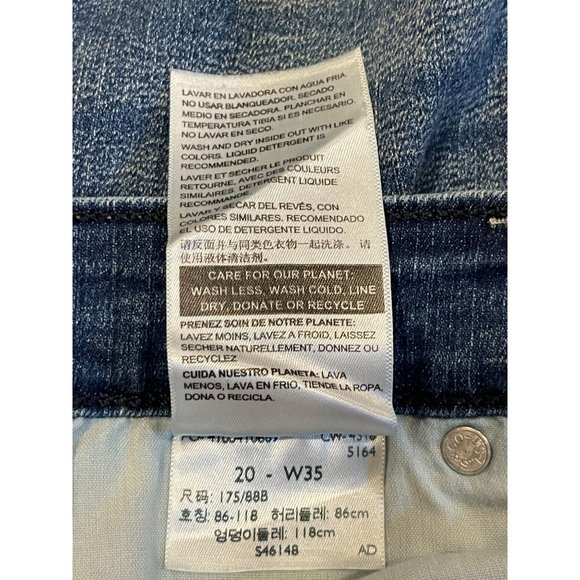 LAVAR EN LAVADORA CON AGUA FRIA.
NO USAR BLANQUEADOR. SECADO
MEDIO EN SECADORA. PLANCHAR EN
TEMPERATURA TIBIA SI ES NECESARIO.
NO LAVAR EN SECO.
WASH AND DRY INSIDE OUT WITH LIKE
COLORS. LIQUID DETERGENT IS
RECOMMENDED.
LAVER ET SECHER LE PRODUIT
RETOURNE, AVEC DES COULEURS
SIMILAIRES. DETERGENT LIQUIDE
RECOMMANDE.
LAVAR Y SECAR DEL REVÉS, CON
COLORES SIMILARES. RECOMENDADO
EL USO DE DETERGENTE LIQUIDO.
请反面并与同类色衣物一起洗涤. 请
使用液体清洁剂.
CARE FOR OUR PLANET:
WASH LESS, WASH COLD, LINE
DRY, DONATE OR RECYCLE
PRENEZ SOIN DE NOTRE PLANETE:
LAVEZ MOINS, LAVEZ A FROID, LAISSEZ
SECHER NATURELLEMENT, DONNEZ OU
RECYCLEZ
CUIDA NUESTRO PLANETA: LAVA
MENOS, LAVA EN FRIO, TIENDE LA ROPA,
DONA O RECICLA.
5164
20 - W35
尺码: 175/88B
호칭: 86-118 허리둘레: 86cm
엉덩이둘레: 118cm
S46148 AD